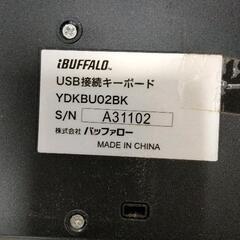 iBUFFALO™
USB接続キーボード
YDKBU02BK
S/N A31102
株式会社 バッファロー
MADE IN CHINA